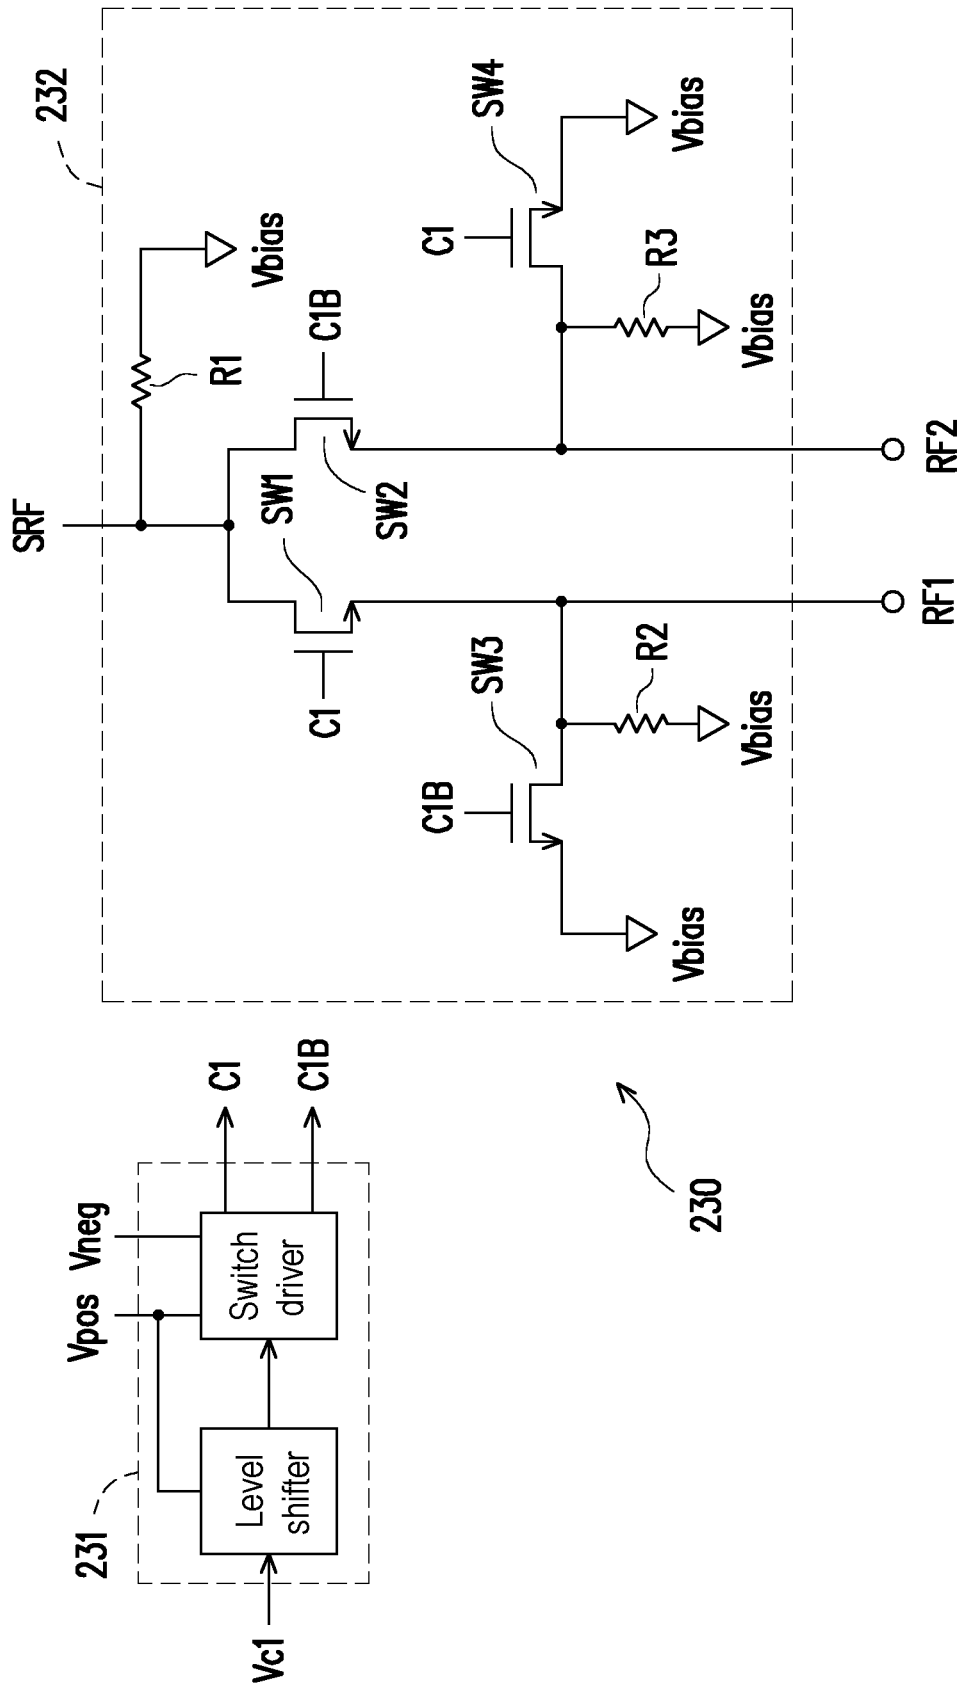 Vc1
231
Level
shifter
Vpos
Vneg
Switch
driver
C1
C1B
230
232
SRF
R1
Vbias
C1
SW1
C1B
SW2
C1B
SW3
Vbias
R2
Vbias
C1
SW4
R3
Vbias
Vbias
RF1
RF2